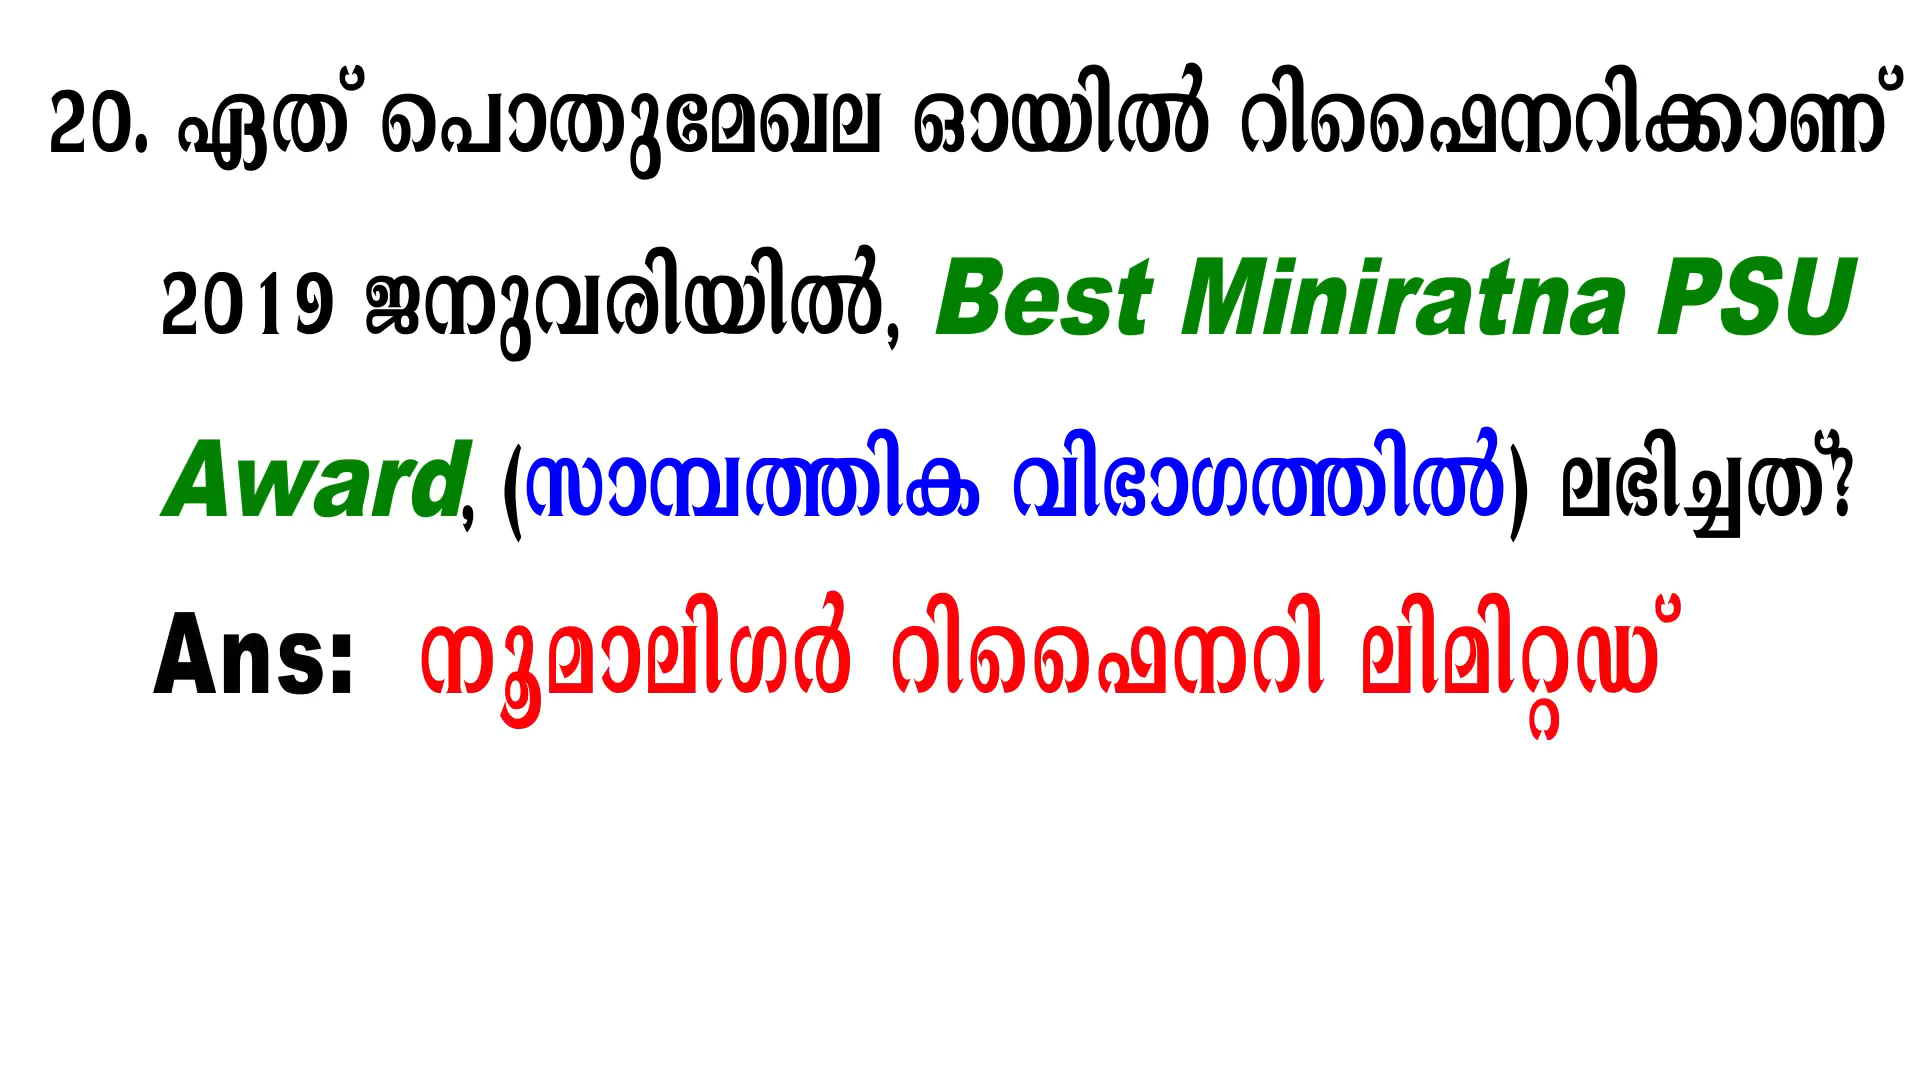 20. ഏത് പൊതുമേഖല ഓയിൽ റിഫൈനറിക്കാണ്
2019 ജനുവരിയിൽ, Best Miniratna PSU
Award, (സാമ്പത്തിക വിഭാഗത്തിൽ) ലഭിച്ചത്?
Ans: നൂമാലിഗർ റിഫൈനറി ലിമിറ്റഡ്